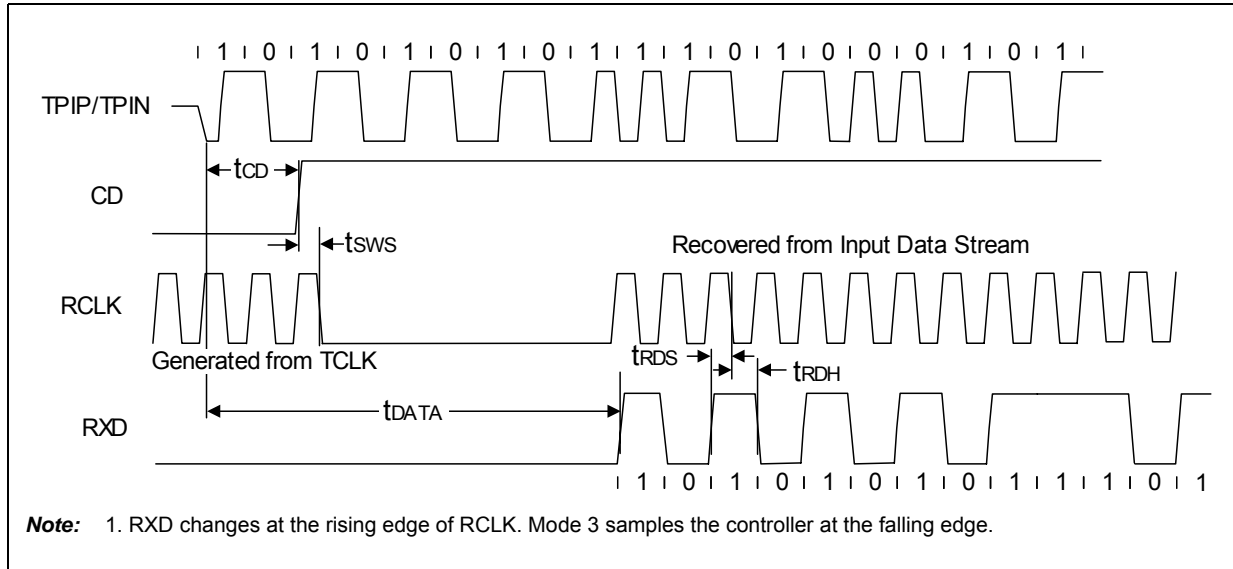 1 0 1 0 1 0 1 0 1 1 1 0 1 0 0 0 1 0 1
TPIP/TPIN
tCD
CD
tSWS
Recovered from Input Data Stream
RCLK
Generated from TCLK
tRDS
tRDH
tDATA
RXD
1 0 1 0 1 0 1 0 1 1 1 0 1
Note: 1. RXD changes at the rising edge of RCLK. Mode 3 samples the controller at the falling edge.